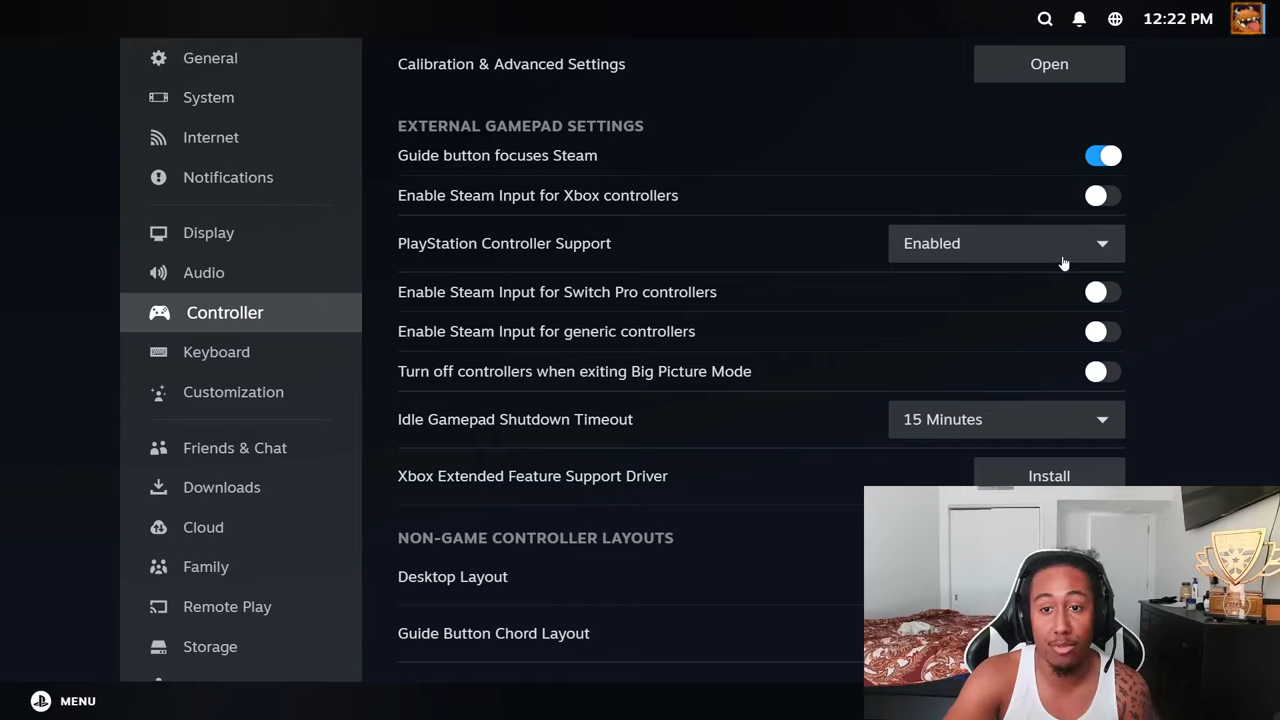 12:22 PM
General
System
Internet
Notifications
Display
Audio
Controller
Keyboard
Customization
Friends & Chat
Downloads
Cloud
Family
Remote Play
Storage
Calibration & Advanced Settings Open
EXTERNAL GAMEPAD SETTINGS
Guide button focuses Steam
Enable Steam Input for Xbox controllers
PlayStation Controller Support Enabled
Enable Steam Input for Switch Pro controllers
Enable Steam Input for generic controllers
Turn off controllers when exiting Big Picture Mode
Idle Gamepad Shutdown Timeout 15 Minutes
Xbox Extended Feature Support Driver Install
NON-GAME CONTROLLER LAYOUTS
Desktop Layout
Guide Button Chord Layout
MENU